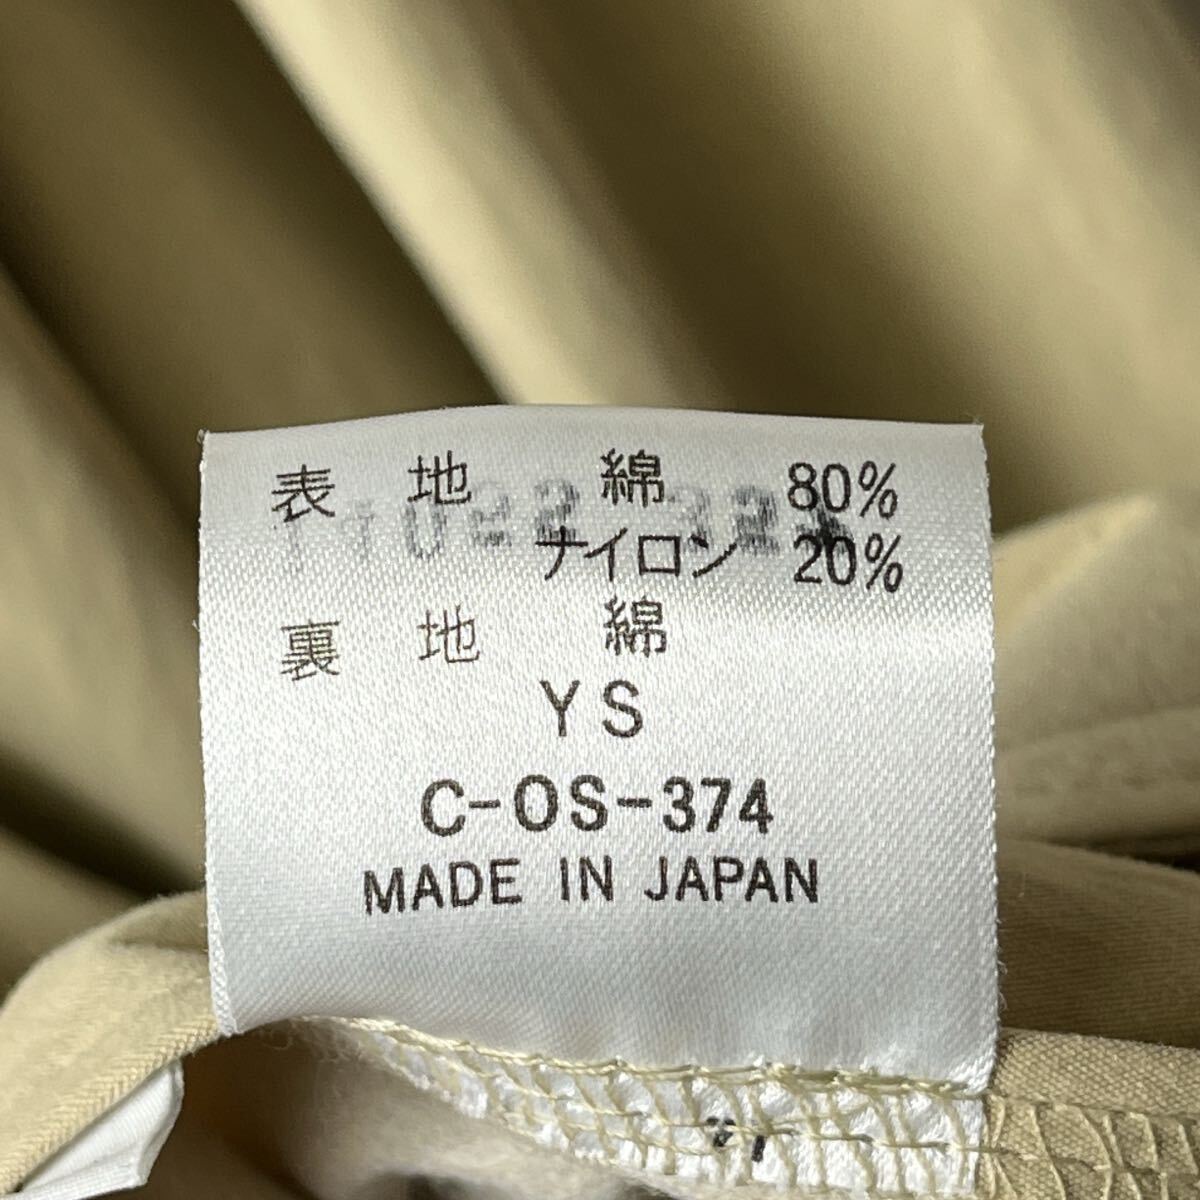 表 地 綿 80%
ナイロン 20%
裏 地 綿
YS
C-OS-374
MADE IN JAPAN